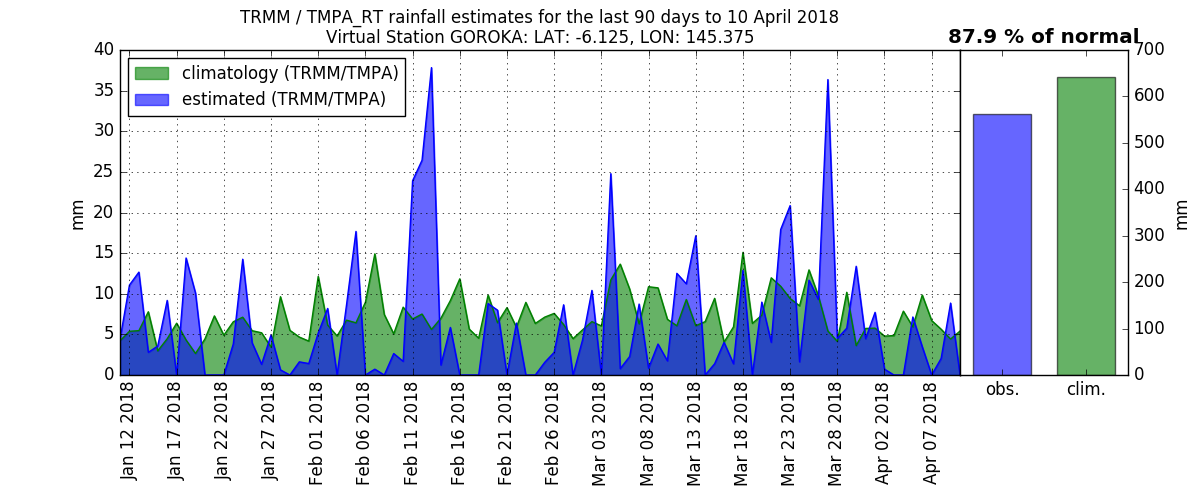 TRMM / TMPA_RT rainfall estimates for the last 90 days to 10 April 2018
Virtual Station GOROKA: LAT: -6.125, LON: 145.375
87.9 % of normal
climatology (TRMM/TMPA)
estimated (TRMM/TMPA)
40
35
30
25
20
15
10
5
0
mm
Jan 12 2018
Jan 17 2018
Jan 22 2018
Jan 27 2018
Feb 01 2018
Feb 06 2018
Feb 11 2018
Feb 16 2018
Feb 21 2018
Feb 26 2018
Mar 03 2018
Mar 08 2018
Mar 13 2018
Mar 18 2018
Mar 23 2018
Mar 28 2018
Apr 02 2018
Apr 07 2018
700
600
500
400
300
200
100
0
mm
obs.
clim.